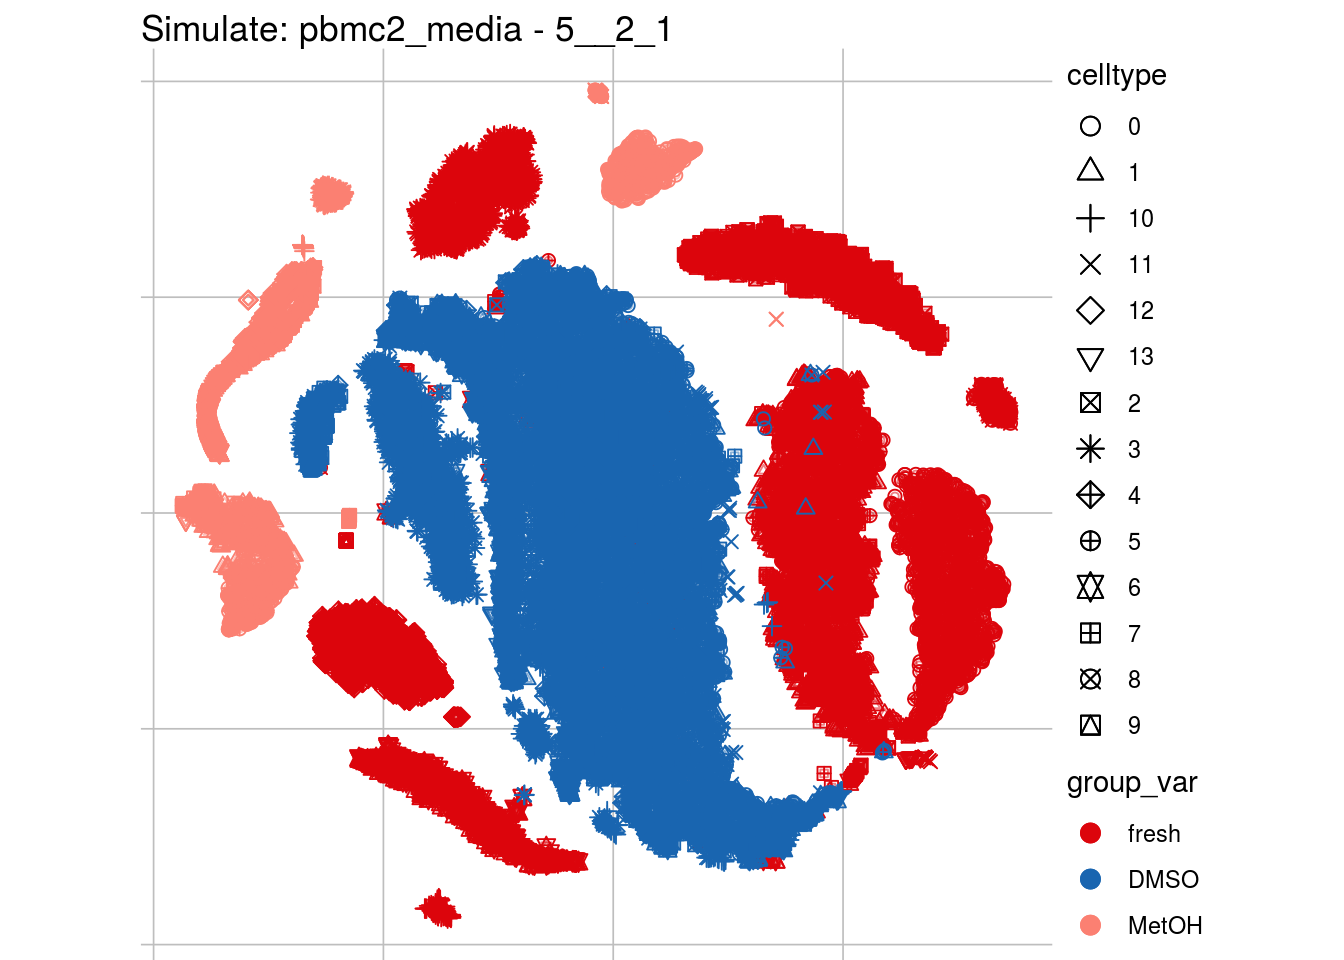 Simulate: pbmc2_media - 5__2_1
celltype
0
1
10
11
12
13
2
3
4
5
6
7
8
9
group_var
fresh
DMSO
MetOH